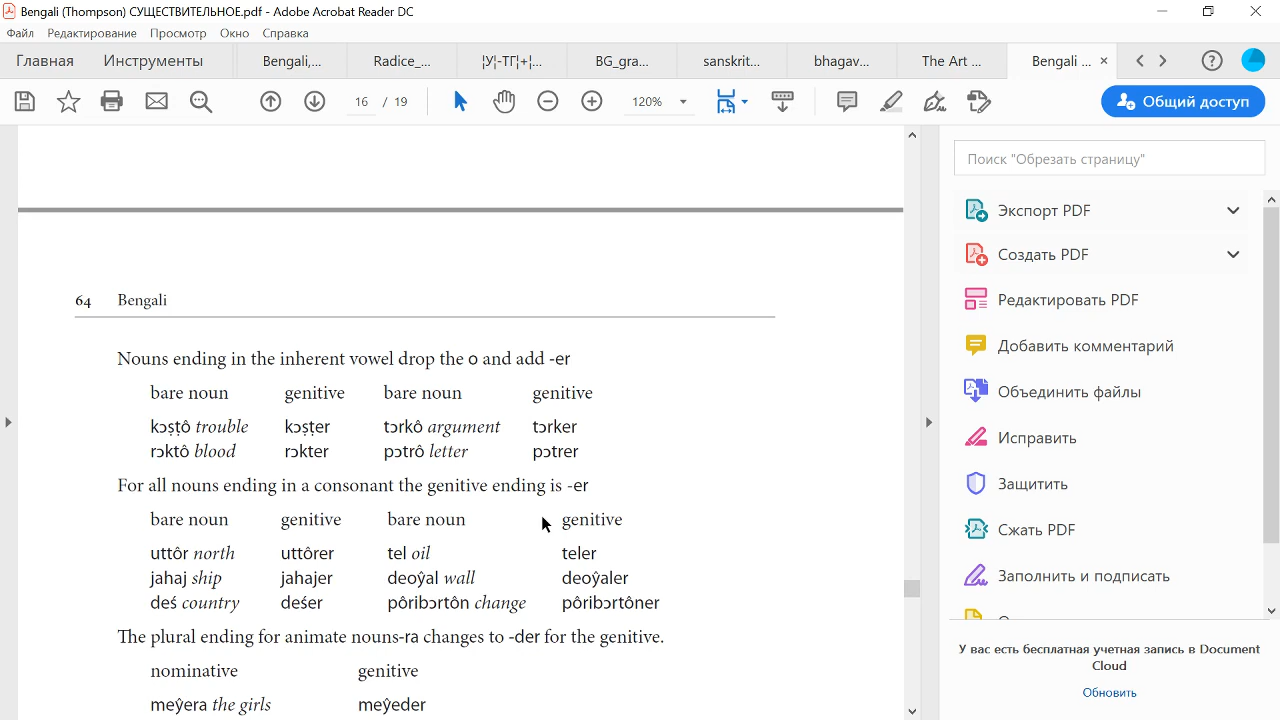 Bengali (Thompson) СУЩЕСТВИТЕЛЬНОЕ.pdf - Adobe Acrobat Reader DC
Файл Редактирование Просмотр Окно Справка
Главная Инструменты Bengali,... Radice_... ¦У¦-ТГ¦+¦... BG_gra... sanskrit... bhagav... The Art ... Bengali ... ×
16 / 19 120% Общий доступ
Поиск "Обрезать страницу"
Экспорт PDF
Создать PDF
Редактировать PDF
Добавить комментарий
Объединить файлы
Исправить
Защитить
Сжать PDF
Заполнить и подписать
У вас есть бесплатная учетная запись в Document
Cloud
Обновить
64 Bengali
Nouns ending in the inherent vowel drop the o and add -er
bare noun genitive bare noun genitive
kɔṣṭô trouble kɔṣṭer tɔrkô argument tɔrker
rɔktô blood rɔkter pɔtrô letter pɔtrer
For all nouns ending in a consonant the genitive ending is -er
bare noun genitive bare noun genitive
uttôr north uttôrer tel oil teler
jahaj ship jahajer deoŷal wall deoŷaler
deś country deśer pôribɔrtôn change pôribɔrtôner
The plural ending for animate nouns-ra changes to -der for the genitive.
nominative genitive
meŷera the girls meŷeder